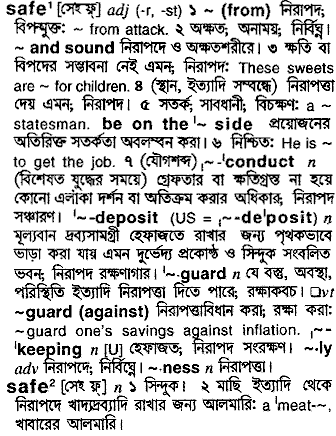 safe¹ [সেইফ্] adj (-r, -st) ১ ~ (from) নিরাপদ;
বিপন্মুক্ত: ~ from attack. ২ অক্ষত; অনাময়; নির্বিঘ্ন।
~ and sound নিরাপদে ও অক্ষতশরীরে। ৩ ক্ষতি বা
বিপদের সম্ভাবনা নেই এমন; নিরাপদ: These sweets
are ~ for children. ৪ (স্থান, ইত্যাদি সম্বন্ধে) নিরাপত্তা
দেয় এমন; নিরাপদ। ৫ সতর্ক; সাবধানী; বিচক্ষণ: a ~
statesman. be on the ˈ~ side প্রয়োজনের
অতিরিক্ত সতর্কতা অবলম্বন করা। ৬ নিশ্চিত: He is ~
to get the job. ৭ (যৌগশব্দ) ˌ~-ˈconduct n
(বিশেষত যুদ্ধের সময়ে) গ্রেফতার বা ক্ষতিগ্রস্ত না হয়ে
কোনো এলাকা দর্শন বা অতিক্রম করার অধিকার; নিরাপদ
সঞ্চারণ। ˈ~-deposit (US = ˌ~-deˈposit) n
মূল্যবান দ্রব্যসামগ্রী হেফাজতে রাখার জন্য পৃথকভাবে
ভাড়া করা যায় এমন দুর্ভেদ্য প্রকোষ্ঠ ও সিন্দুক সংবলিত
ভবন; নিরাপদ রক্ষণাগার। ˈ~.guard n যে বস্তু, অবস্থা,
পরিস্থিতি ইত্যাদি নিরাপত্তা দিতে পারে; রক্ষাকবচ। □vt
~guard (against) নিরাপত্তাবিধান করা; রক্ষা করা:
~guard one's savings against inflation. ˌ~-
ˈkeeping n [U] হেফাজত; নিরাপদ সংরক্ষণ। ~.ly
adv নিরাপদে; নির্বিঘ্নে। ~.ness n নিরাপত্তা।
safe² [সেইফ্] n ১ সিন্দুক। ২ মাছি ইত্যাদি থেকে
নিরাপদে খাদ্যদ্রব্যাদি রাখার জন্য আলমারি: a ˈmeat-~,
খাবারের আলমারি।